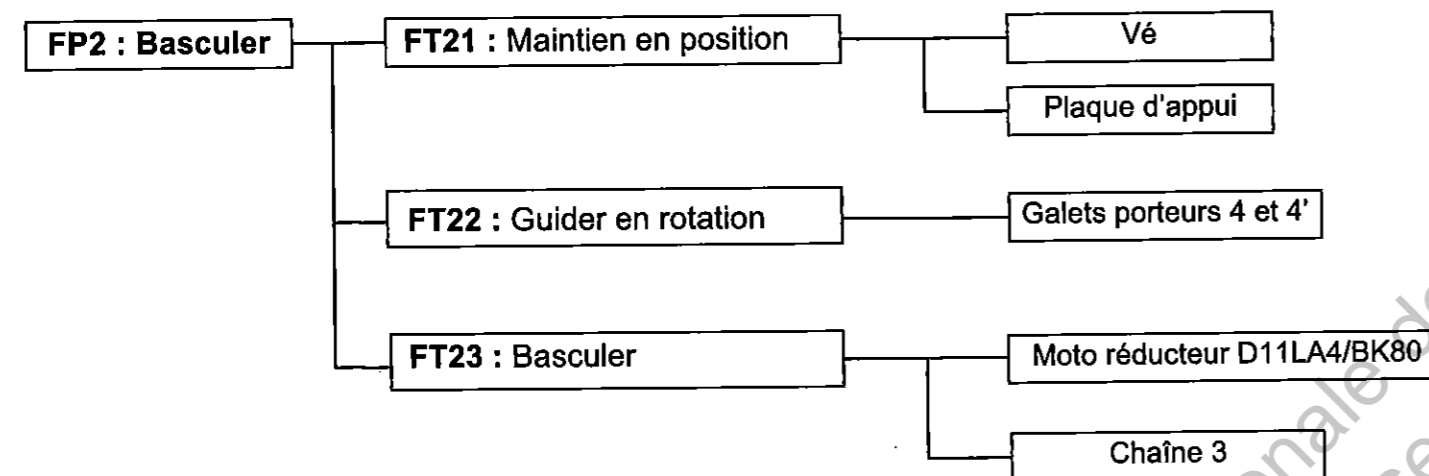 FP2 : Basculer
FT21 : Maintien en position
Vé
Plaque d'appui
FT22 : Guider en rotation
Galets porteurs 4 et 4'
FT23 : Basculer
Moto réducteur D11LA4/BK80
Chaîne 3